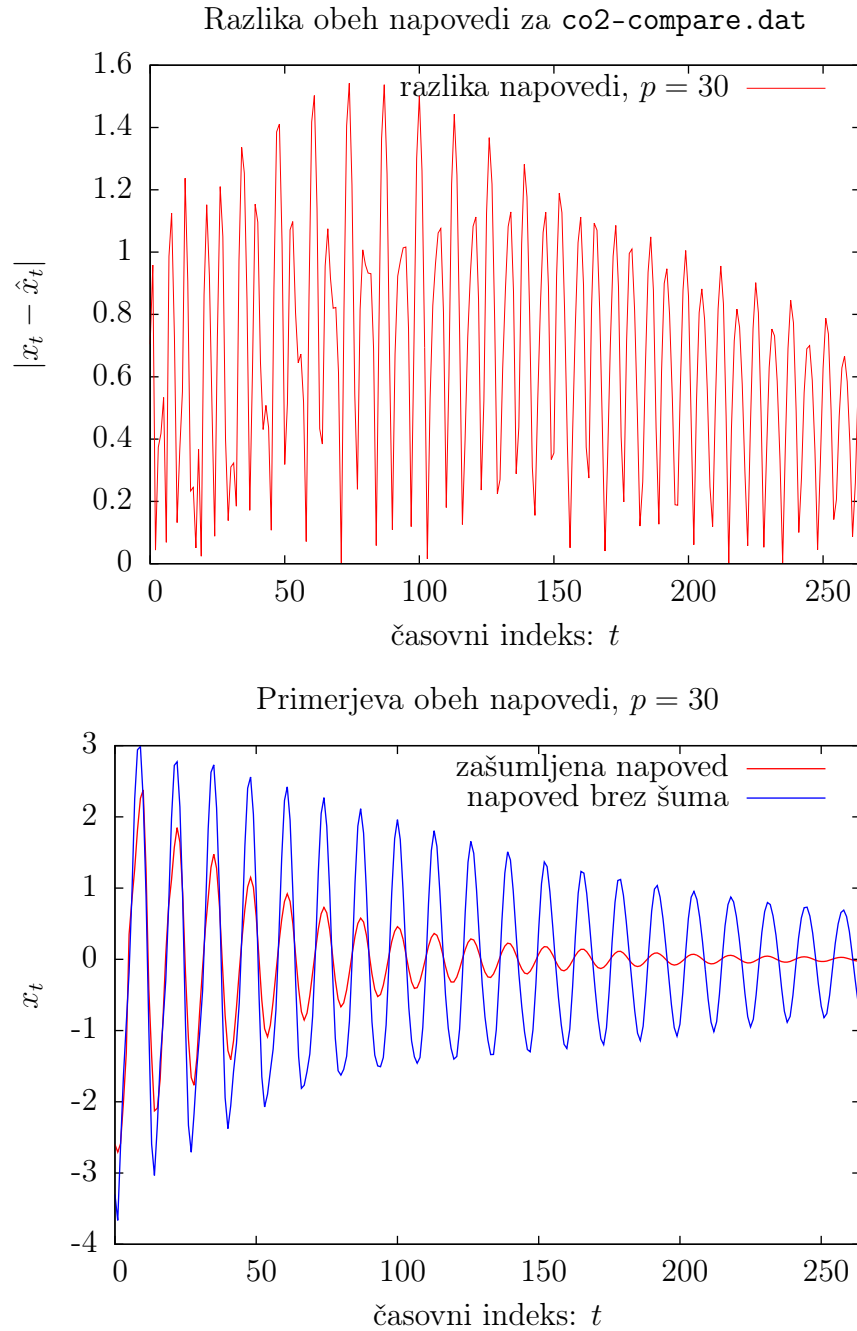 Razlika obeh napovedi za co2-compare.dat
1.6
1.4
1.2
1
0.8
0.6
0.4
0.2
0
|x_t − x̂_t|
razlika napovedi, p = 30
0 50 100 150 200 250
časovni indeks: t
Primerjeva obeh napovedi, p = 30
3
2
1
0
-1
-2
-3
-4
x_t
zašumljena napoved
napoved brez šuma
0 50 100 150 200 250
časovni indeks: t